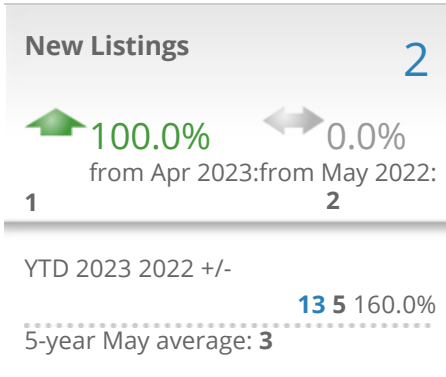 New Listings 2
100.0% 0.0%
from Apr 2023:from May 2022:
1 2
YTD 2023 2022 +/-
13 5 160.0%
5-year May average: 3